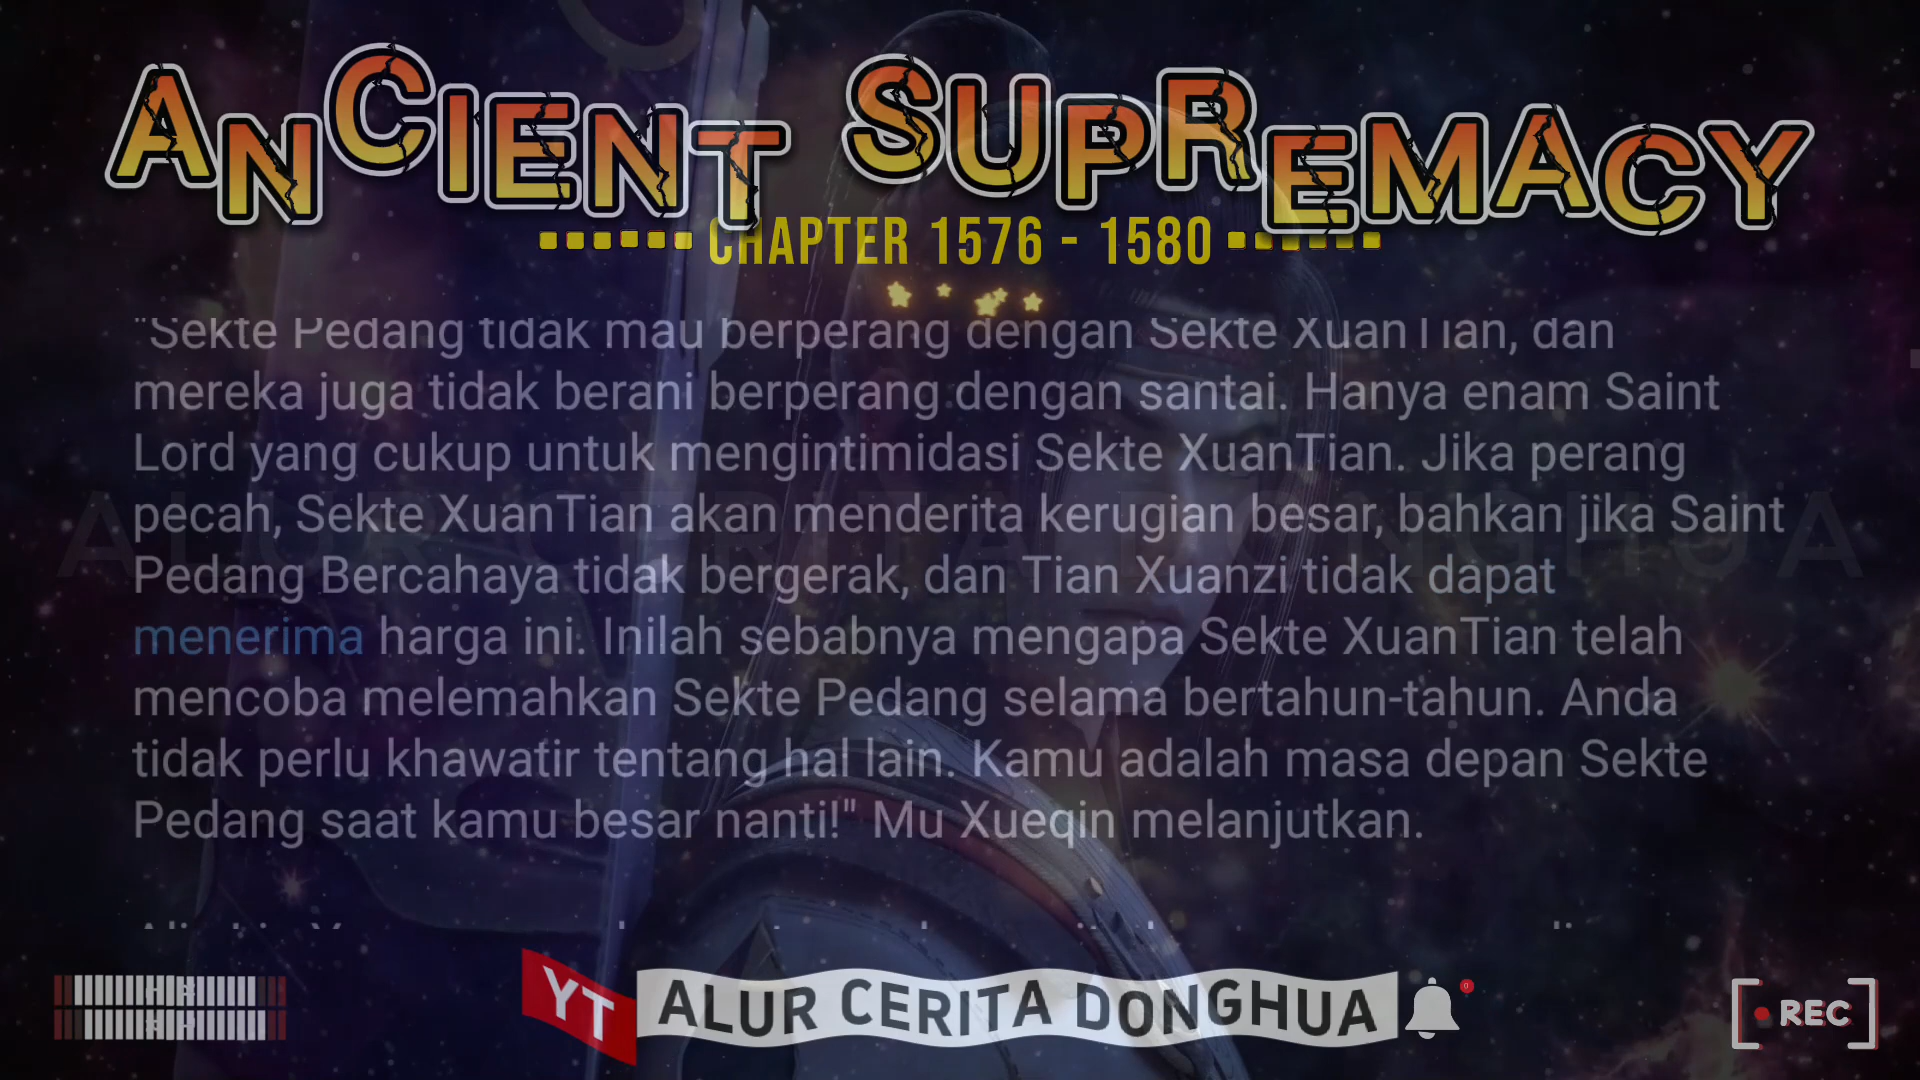 ANCIENT SUPREMACY
CHAPTER 1576 - 1580
"Sekte Pedang tidak mau berperang dengan Sekte XuanTian, dan
mereka juga tidak berani berperang dengan santai. Hanya enam Saint
Lord yang cukup untuk mengintimidasi Sekte XuanTian. Jika perang
pecah, Sekte XuanTian akan menderita kerugian besar, bahkan jika Saint
Pedang Bercahaya tidak bergerak, dan Tian Xuanzi tidak dapat
menerima harga ini. Inilah sebabnya mengapa Sekte XuanTian telah
mencoba melemahkan Sekte Pedang selama bertahun-tahun. Anda
tidak perlu khawatir tentang hal lain. Kamu adalah masa depan Sekte
Pedang saat kamu besar nanti!" Mu Xueqin melanjutkan.
ALUR CERITA DONGHUA
YT ALUR CERITA DONGHUA
REC